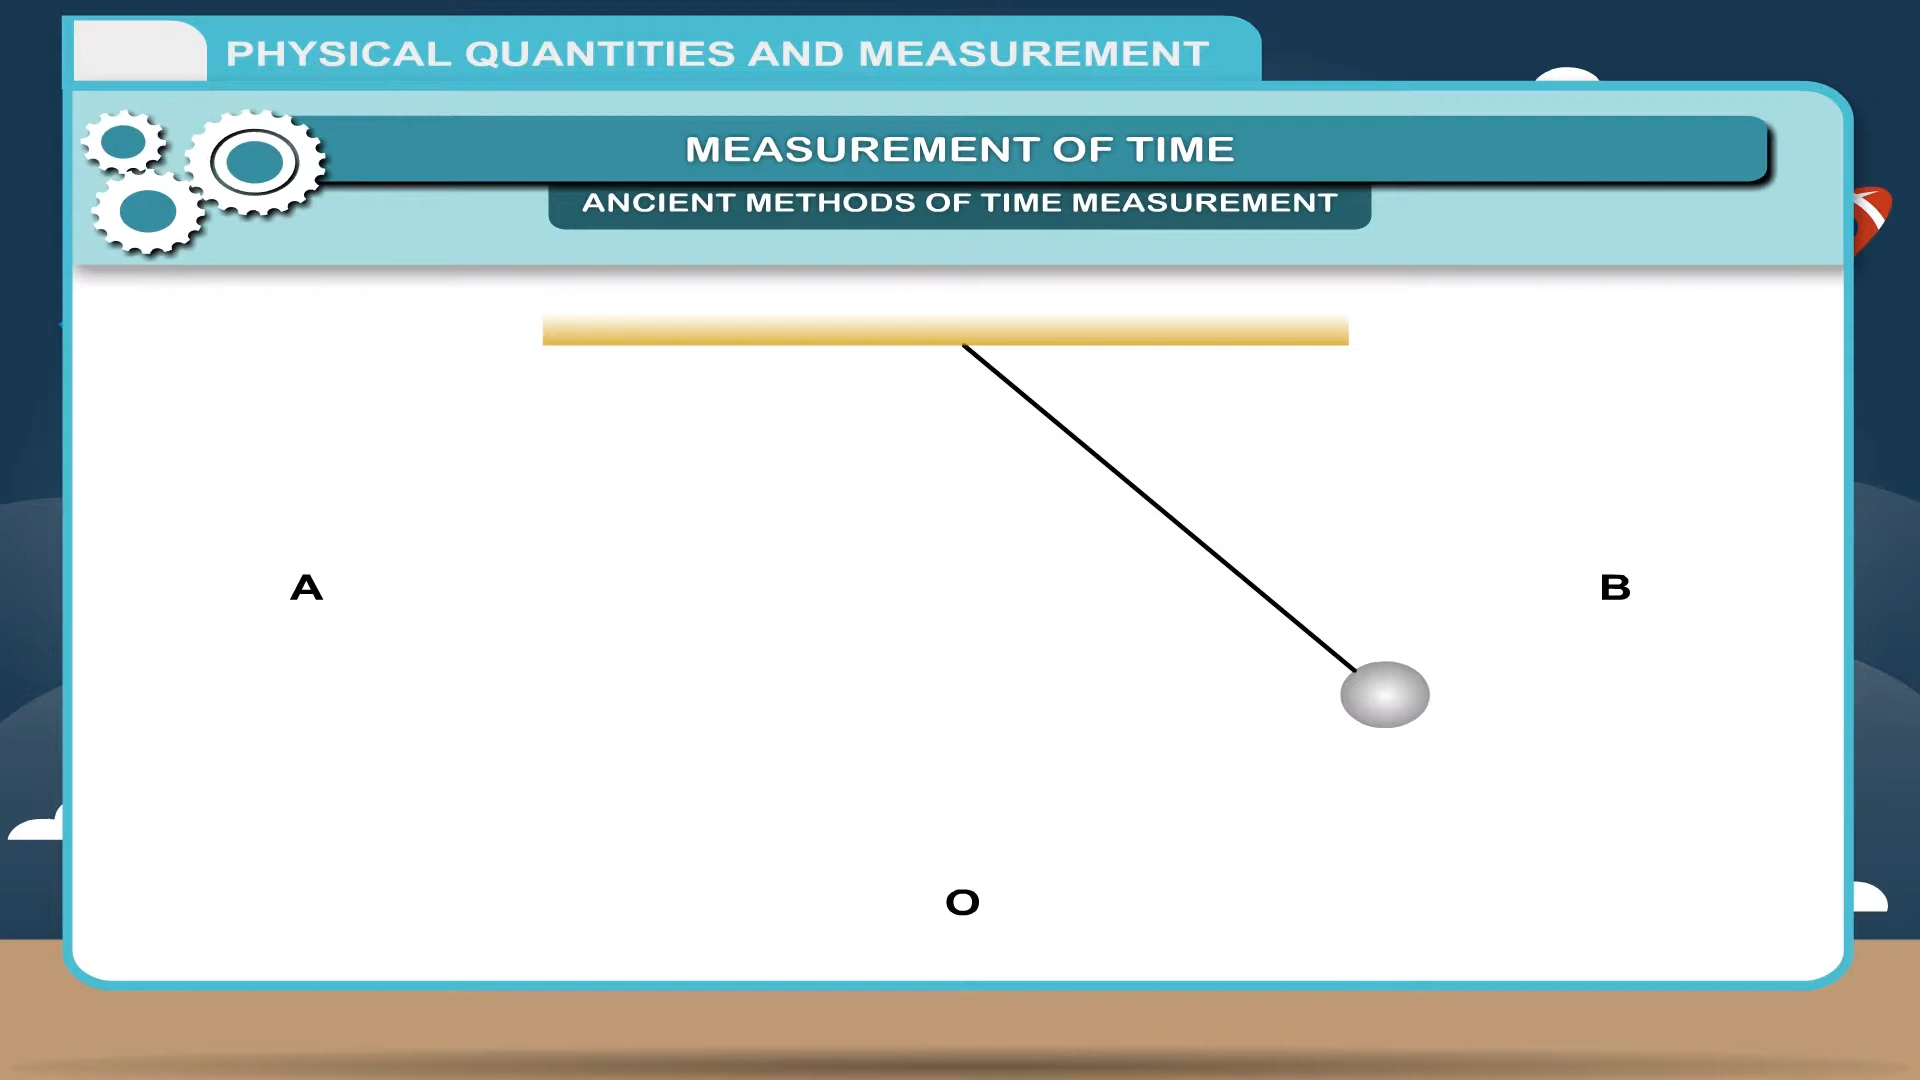 PHYSICAL QUANTITIES AND MEASUREMENT
MEASUREMENT OF TIME
ANCIENT METHODS OF TIME MEASUREMENT
A
B
O